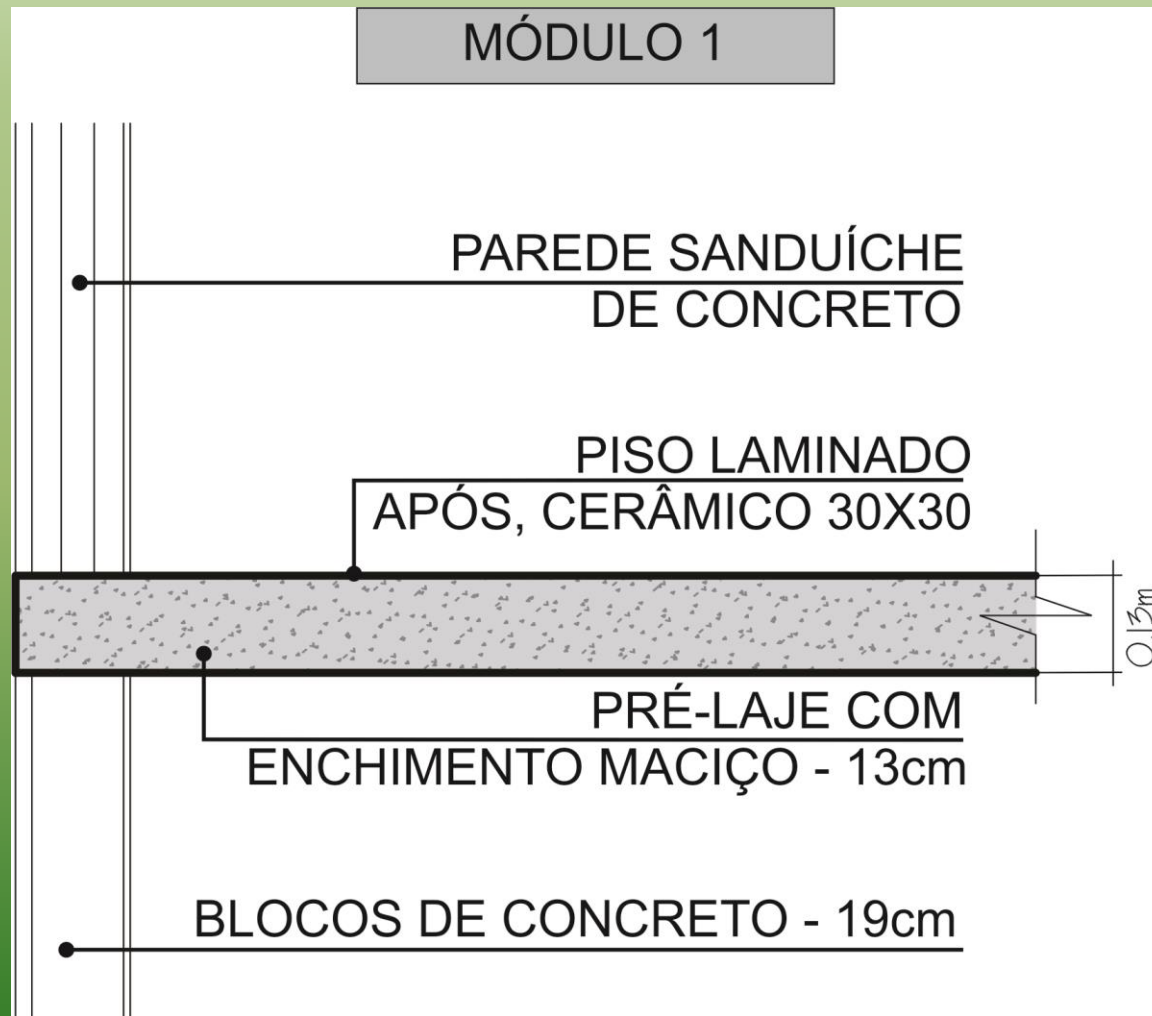 MÓDULO 1
PAREDE SANDUÍCHE
DE CONCRETO
PISO LAMINADO
APÓS, CERÂMICO 30X30
0,13m
PRÉ-LAJE COM
ENCHIMENTO MACIÇO - 13cm
BLOCOS DE CONCRETO - 19cm